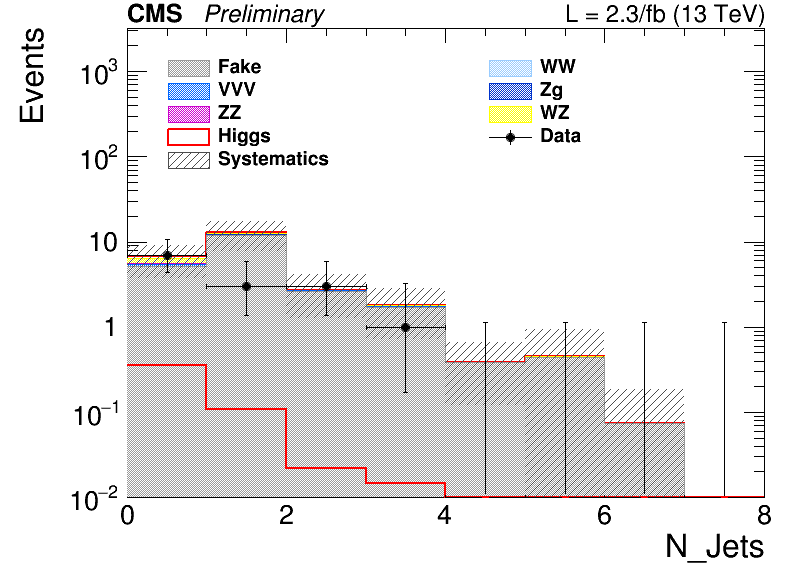 CMS Preliminary L = 2.3/fb (13 TeV)
Events
Fake WW
VVV Zg
ZZ WZ
Higgs Data
Systematics
10³
10²
10
1
10⁻¹
10⁻²
0 2 4 6 8
N_Jets